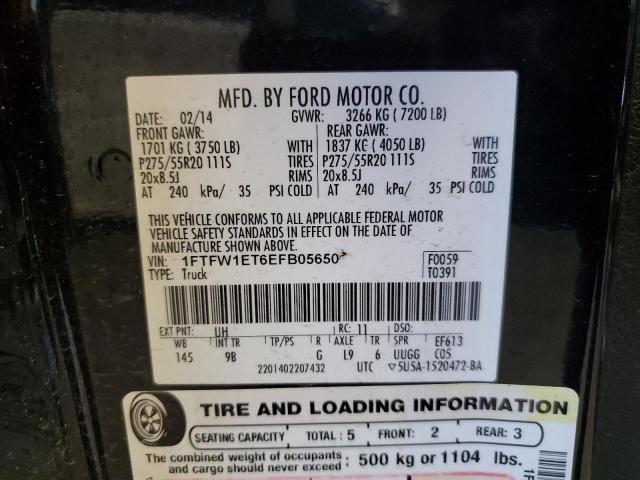 MFD. BY FORD MOTOR CO.
DATE: 02/14 GVWR: 3266 KG ( 7200 LB)
FRONT GAWR: REAR GAWR:
1701 KG ( 3750 LB) WITH 1837 KG ( 4050 LB) WITH
P275/55R20 111S TIRES P275/55R20 111S TIRES
20x8.5J RIMS 20x8.5J RIMS
AT 240 kPa/ 35 PSI COLD AT 240 kPa/ 35 PSI COLD
THIS VEHICLE CONFORMS TO ALL APPLICABLE FEDERAL MOTOR
VEHICLE SAFETY STANDARDS IN EFFECT ON THE DATE OF
MANUFACTURE SHOWN ABOVE.
VIN: 1FTFW1ET6EFB05650 F0059
TYPE: Truck T0391
EXT PNT: UH RC: 11 DSO:
WB INT TR TP/PS R AXLE TR SPR EF613
145 9B G L9 6 UUGG C05
2201402207432 UTC 5U5A-1520472-BA
TIRE AND LOADING INFORMATION
SEATING CAPACITY TOTAL: 5 FRONT: 2 REAR: 3
The combined weight of occupants
and cargo should never exceed: 500 kg or 1104 lbs.